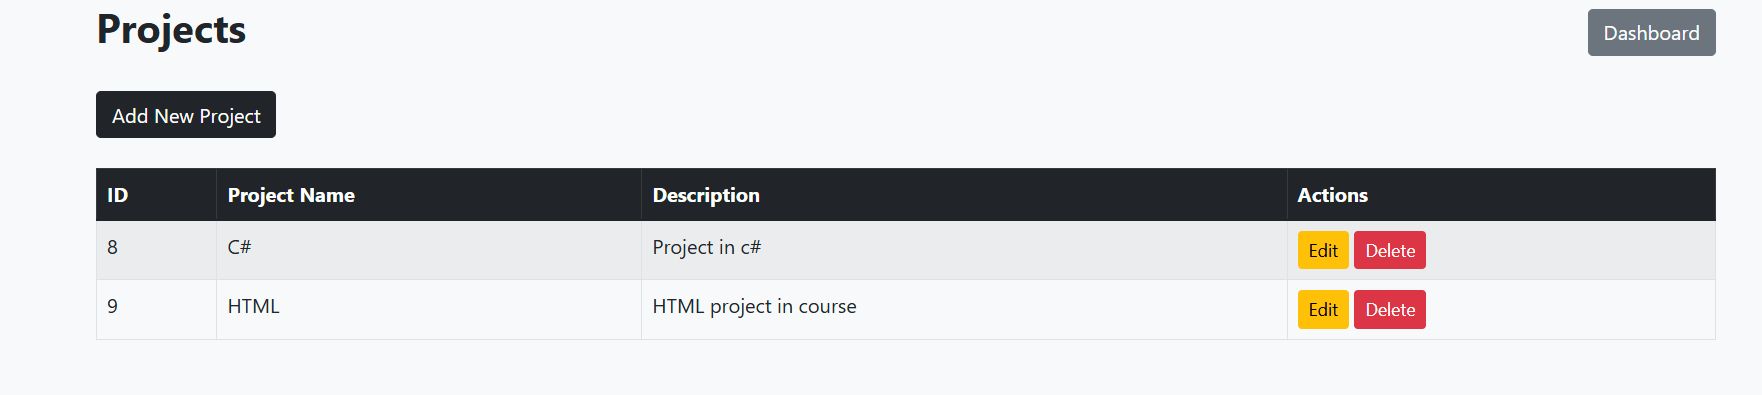 Projects
Dashboard
Add New Project
ID Project Name Description Actions
8 C# Project in c# Edit Delete
9 HTML HTML project in course Edit Delete